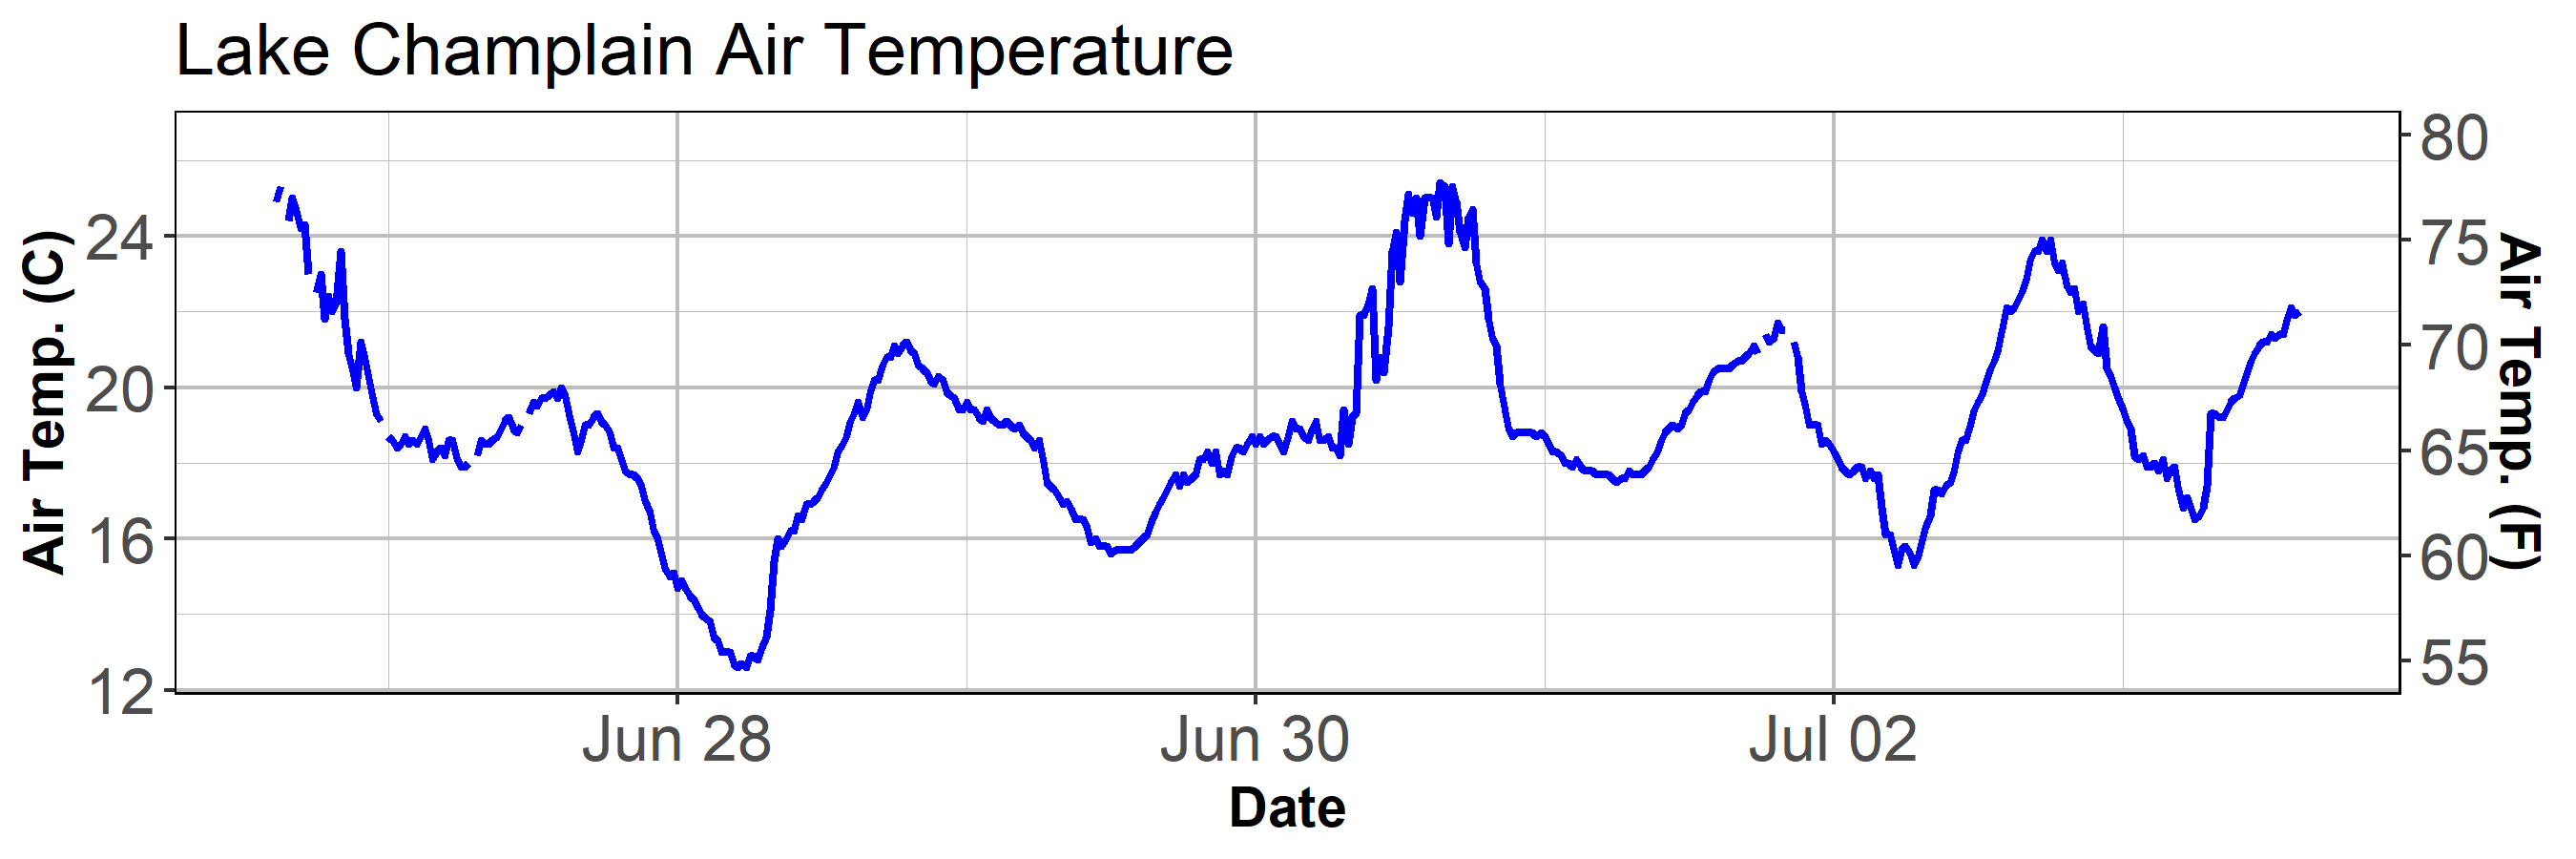 Lake Champlain Air Temperature
Air Temp. (C)
24
20
16
12
80
75
70
65
60
55
Air Temp. (F)
Jun 28
Jun 30
Jul 02
Date